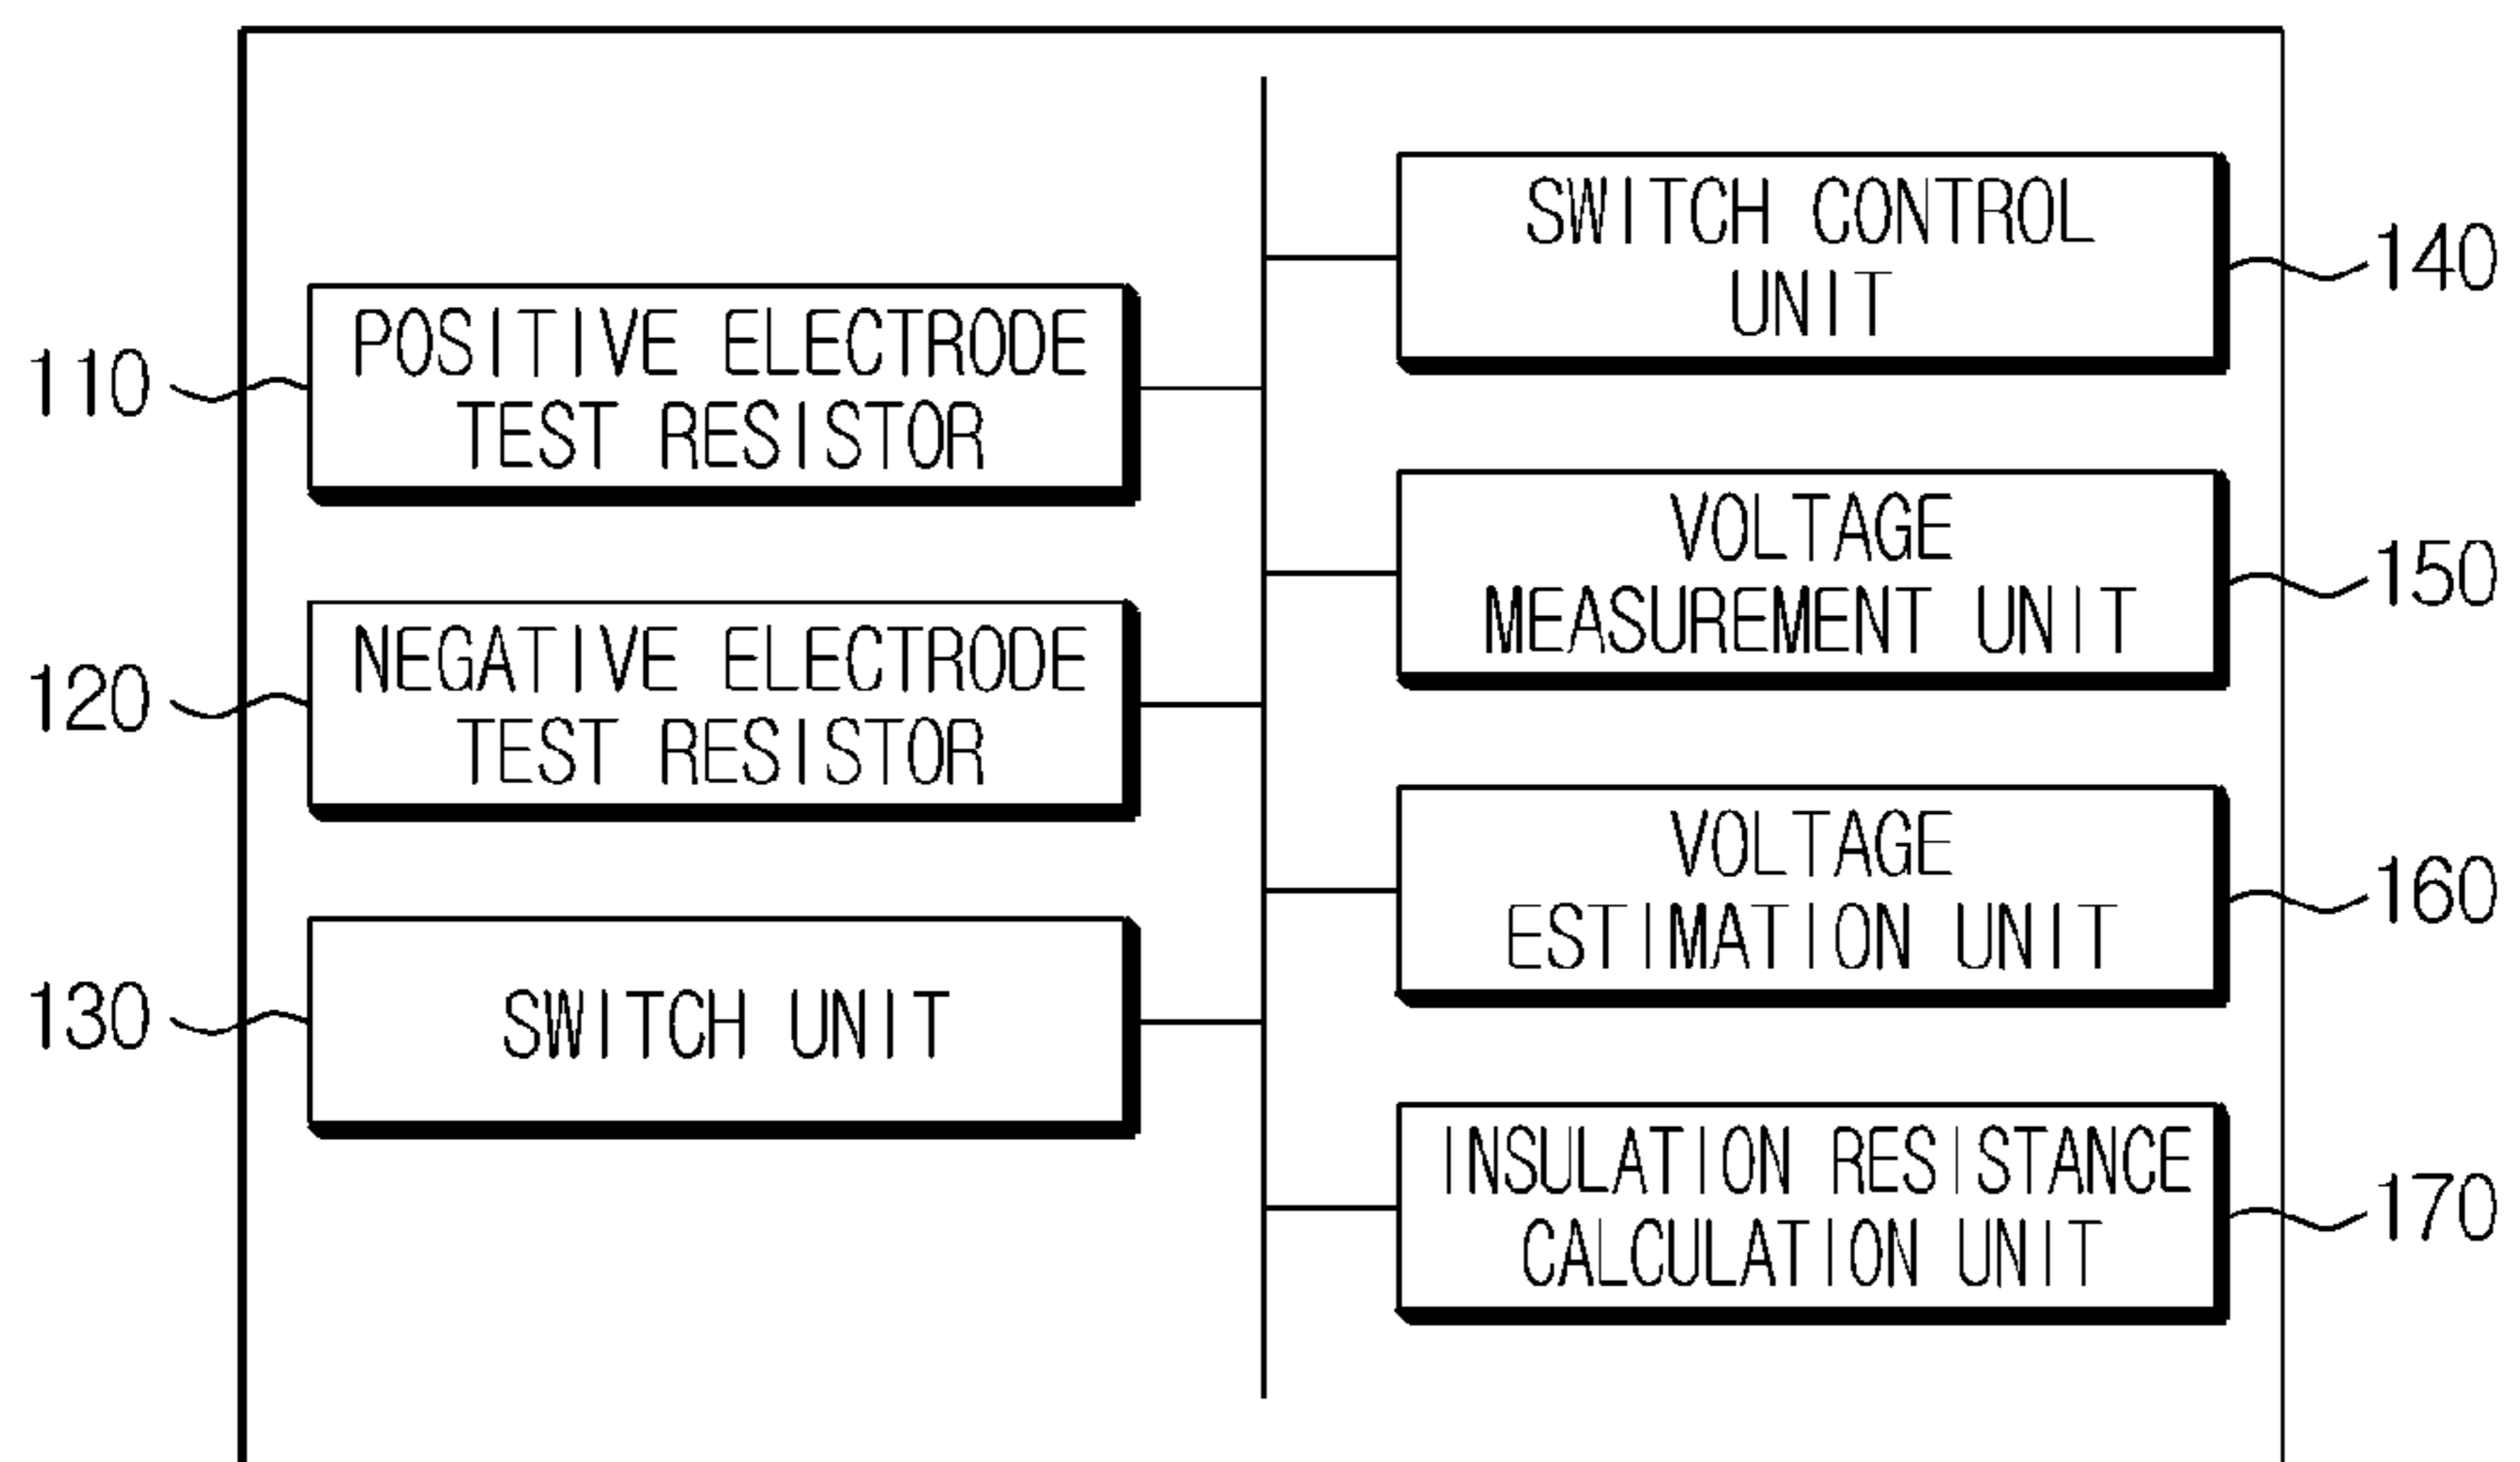 110
POSITIVE ELECTRODE
TEST RESISTOR
120
NEGATIVE ELECTRODE
TEST RESISTOR
130
SWITCH UNIT
SWITCH CONTROL
UNIT
140
VOLTAGE
MEASUREMENT UNIT
150
VOLTAGE
ESTIMATION UNIT
160
INSULATION RESISTANCE
CALCULATION UNIT
170